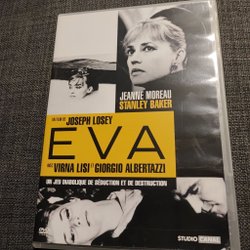 JEANNE MOREAU
STANLEY BAKER
UN FILM DE
JOSEPH LOSEY
EVA
AVEC VIRNA LISI ET GIORGIO ALBERTAZZI
UN JEU DIABOLIQUE DE SÉDUCTION ET DE DESTRUCTION
STUDIO CANAL